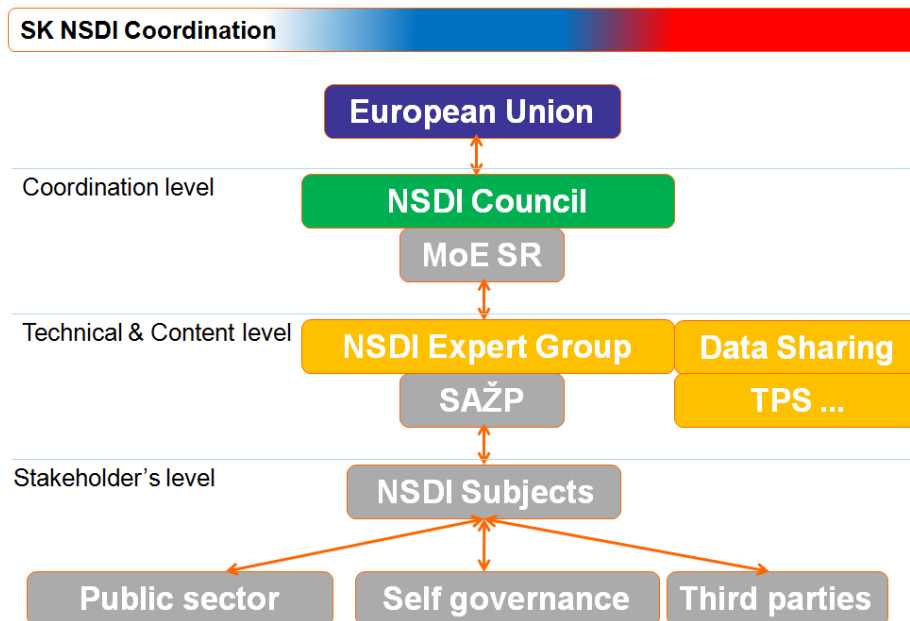 SK NSDI Coordination
European Union
Coordination level
NSDI Council
MoE SR
Technical & Content level
NSDI Expert Group
Data Sharing
SAŽP
TPS ...
Stakeholder’s level
NSDI Subjects
Public sector
Self governance
Third parties